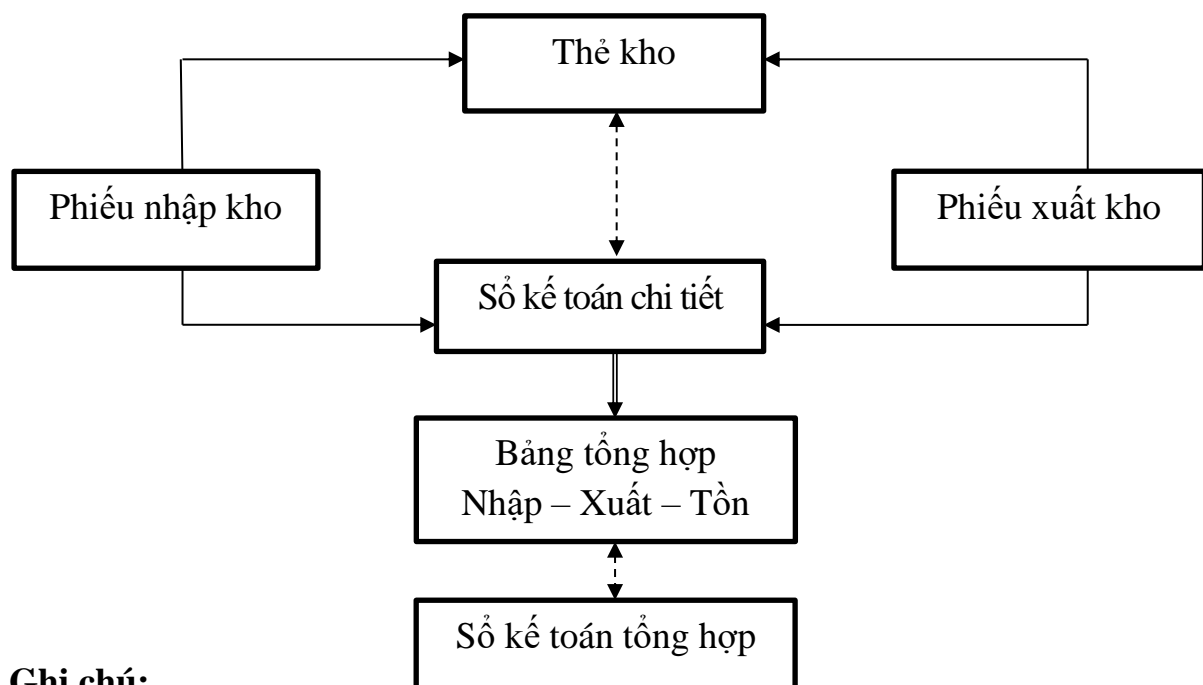 Thẻ kho
Phiếu nhập kho
Phiếu xuất kho
Sổ kế toán chi tiết
Bảng tổng hợp
Nhập – Xuất – Tồn
Sổ kế toán tổng hợp
Ghi chú: